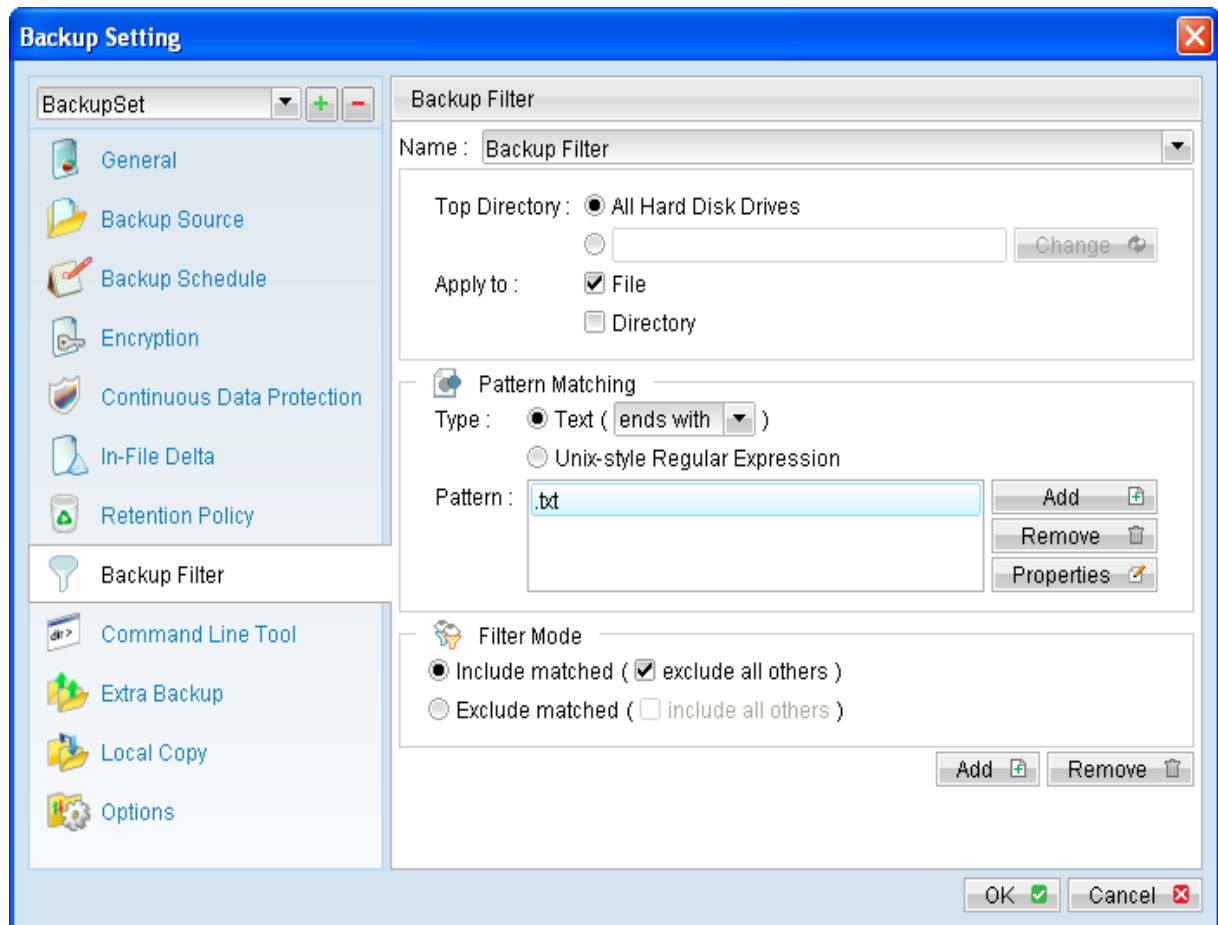 Backup Setting
BackupSet
General
Backup Source
Backup Schedule
Encryption
Continuous Data Protection
In-File Delta
Retention Policy
Backup Filter
Command Line Tool
Extra Backup
Local Copy
Options
Backup Filter
Name : Backup Filter
Top Directory : All Hard Disk Drives
Change
Apply to : File
Directory
Pattern Matching
Type : Text ( ends with )
Unix-style Regular Expression
Pattern : .txt
Add
Remove
Properties
Filter Mode
Include matched ( exclude all others )
Exclude matched ( include all others )
Add Remove
OK Cancel